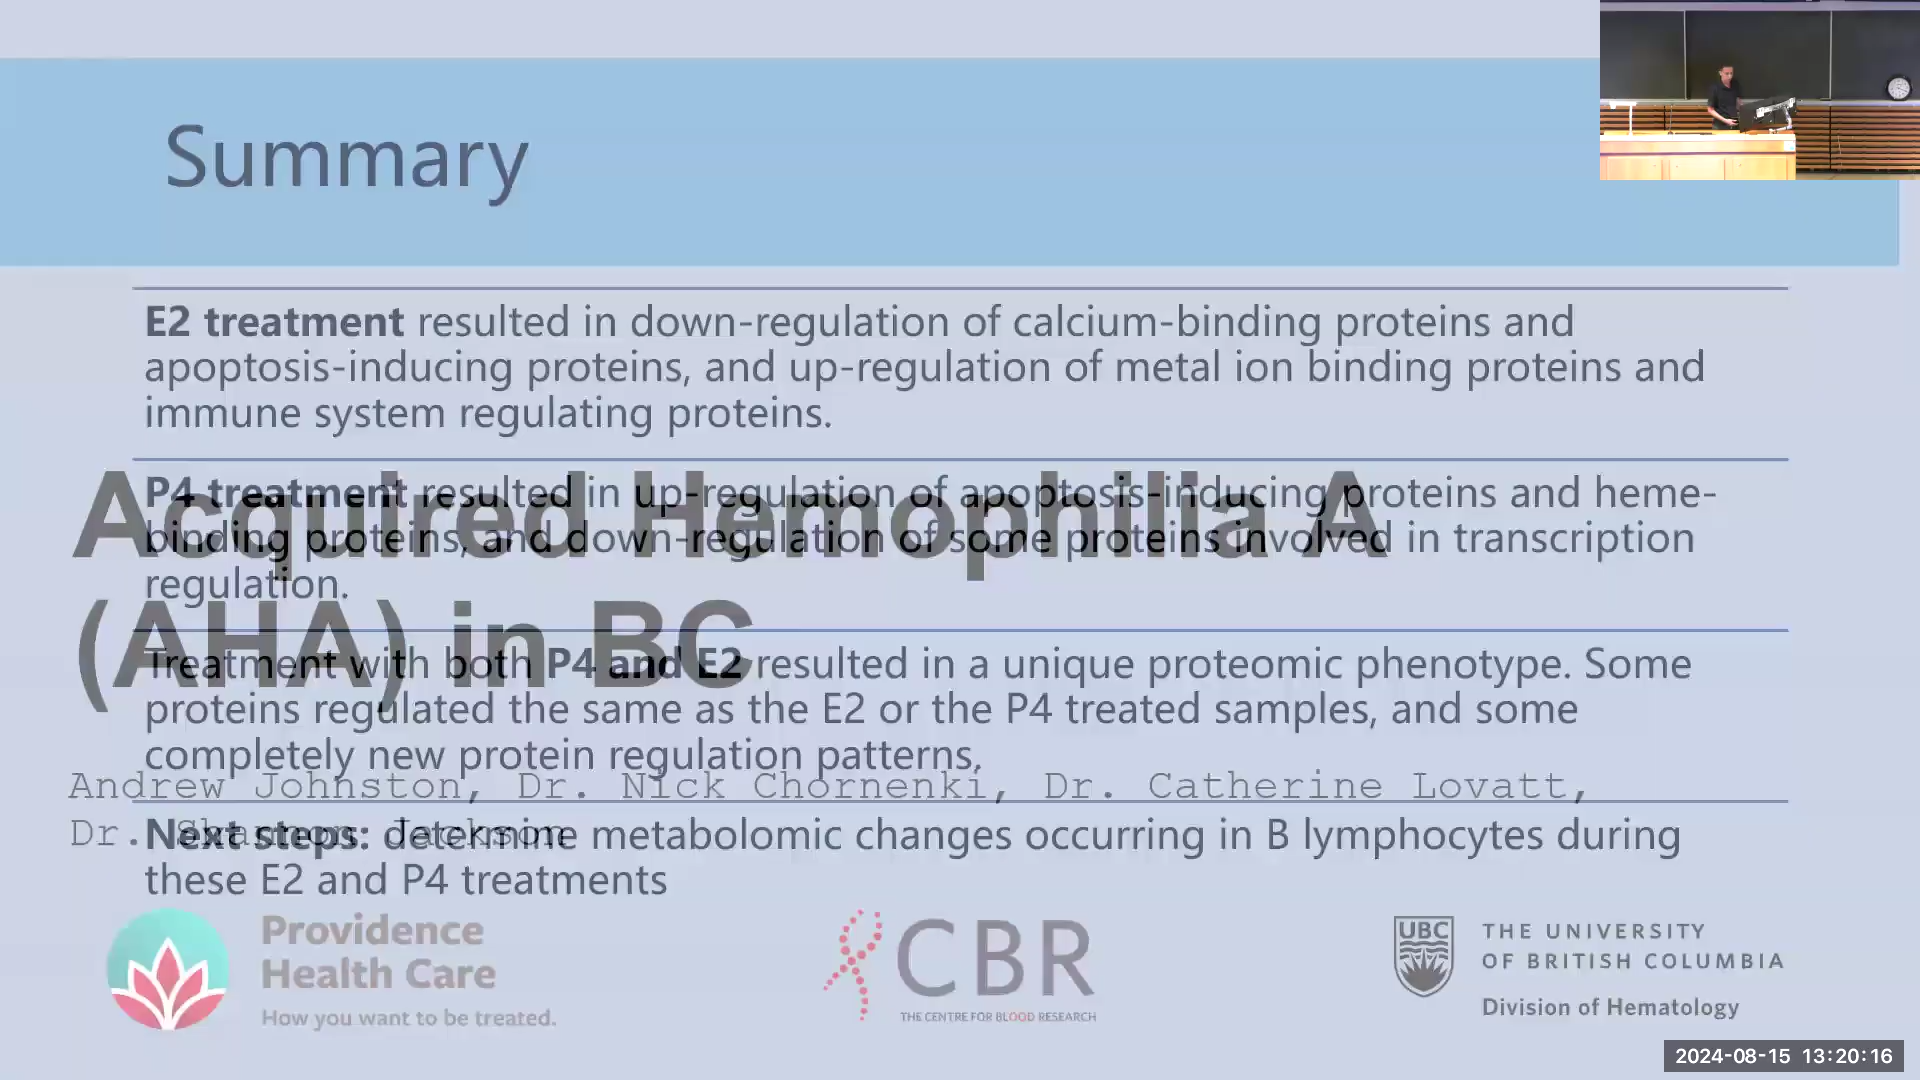 Summary
E2 treatment resulted in down-regulation of calcium-binding proteins and
apoptosis-inducing proteins, and up-regulation of metal ion binding proteins and
immune system regulating proteins.
P4 treatment resulted in up-regulation of apoptosis-inducing proteins and heme-
binding proteins, and down-regulation of some proteins involved in transcription
regulation.
Treatment with both P4 and E2 resulted in a unique proteomic phenotype. Some
proteins regulated the same as the E2 or the P4 treated samples, and some
completely new protein regulation patterns.
Next steps: determine metabolomic changes occurring in B lymphocytes during
these E2 and P4 treatments
Acquired Hemophilia A
(AHA) in BC
Andrew Johnston, Dr. Nick Chornenki, Dr. Catherine Lovatt,
Dr. Shannon Jackson
Providence
Health Care
How you want to be treated.
CBR
THE CENTRE FOR BLOOD RESEARCH
UBC
THE UNIVERSITY
OF BRITISH COLUMBIA
Division of Hematology
2024-08-15 13:20:16